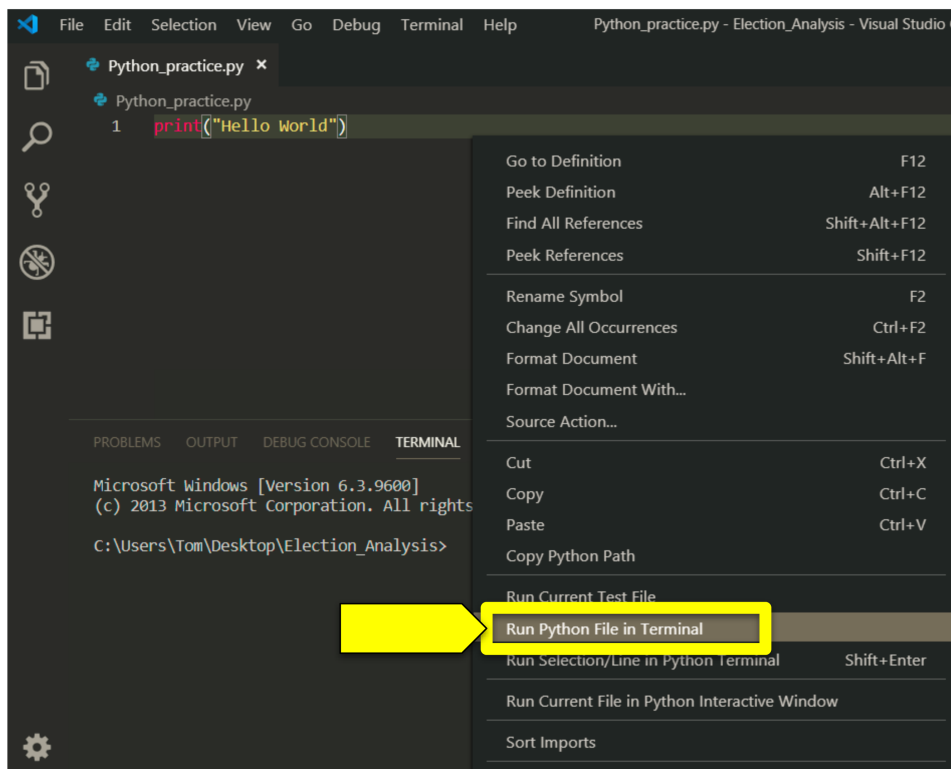 File Edit Selection View Go Debug Terminal Help Python_practice.py - Election_Analysis - Visual Studio
Python_practice.py ×
Python_practice.py
1 print("Hello World")
Go to Definition F12
Peek Definition Alt+F12
Find All References Shift+Alt+F12
Peek References Shift+F12
Rename Symbol F2
Change All Occurrences Ctrl+F2
Format Document Shift+Alt+F
Format Document With...
Source Action...
Cut Ctrl+X
Copy Ctrl+C
Paste Ctrl+V
Copy Python Path
Run Current Test File
Run Python File in Terminal
Run Selection/Line in Python Terminal Shift+Enter
Run Current File in Python Interactive Window
Sort Imports
PROBLEMS OUTPUT DEBUG CONSOLE TERMINAL
Microsoft Windows [Version 6.3.9600]
(c) 2013 Microsoft Corporation. All rights
C:\Users\Tom\Desktop\Election_Analysis>